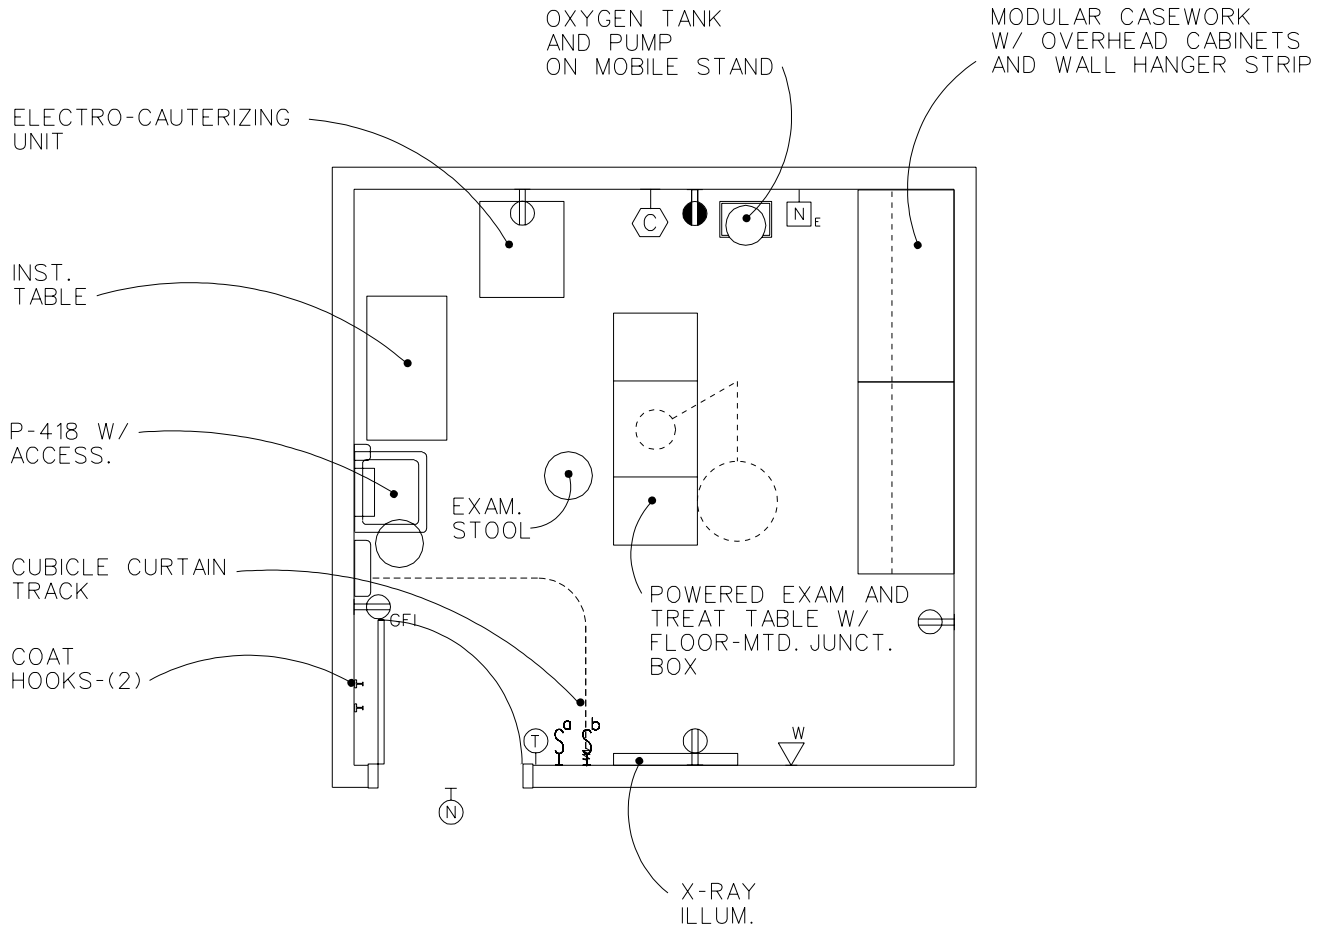 OXYGEN TANK
AND PUMP
ON MOBILE STAND
MODULAR CASEWORK
W/ OVERHEAD CABINETS
AND WALL HANGER STRIP
ELECTRO-CAUTERIZING
UNIT
C
N
E
INST.
TABLE
P-418 W/
ACCESS.
EXAM.
STOOL
CUBICLE CURTAIN
TRACK
POWERED EXAM AND
TREAT TABLE W/
FLOOR-MTD. JUNCT.
BOX
GFI
COAT
HOOKS-(2)
T
S a
S b
W
N
X-RAY
ILLUM.